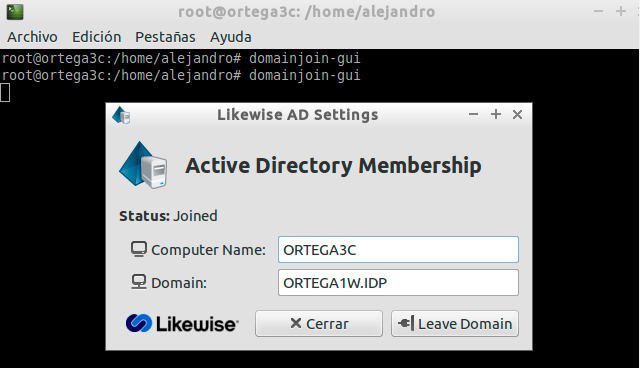 root@ortega3c: /home/alejandro
Archivo Edición Pestañas Ayuda
root@ortega3c:/home/alejandro# domainjoin-gui
root@ortega3c:/home/alejandro# domainjoin-gui
Likewise AD Settings
Active Directory Membership
Status: Joined
Computer Name: ORTEGA3C
Domain: ORTEGA1W.IDP
Likewise Cerrar Leave Domain